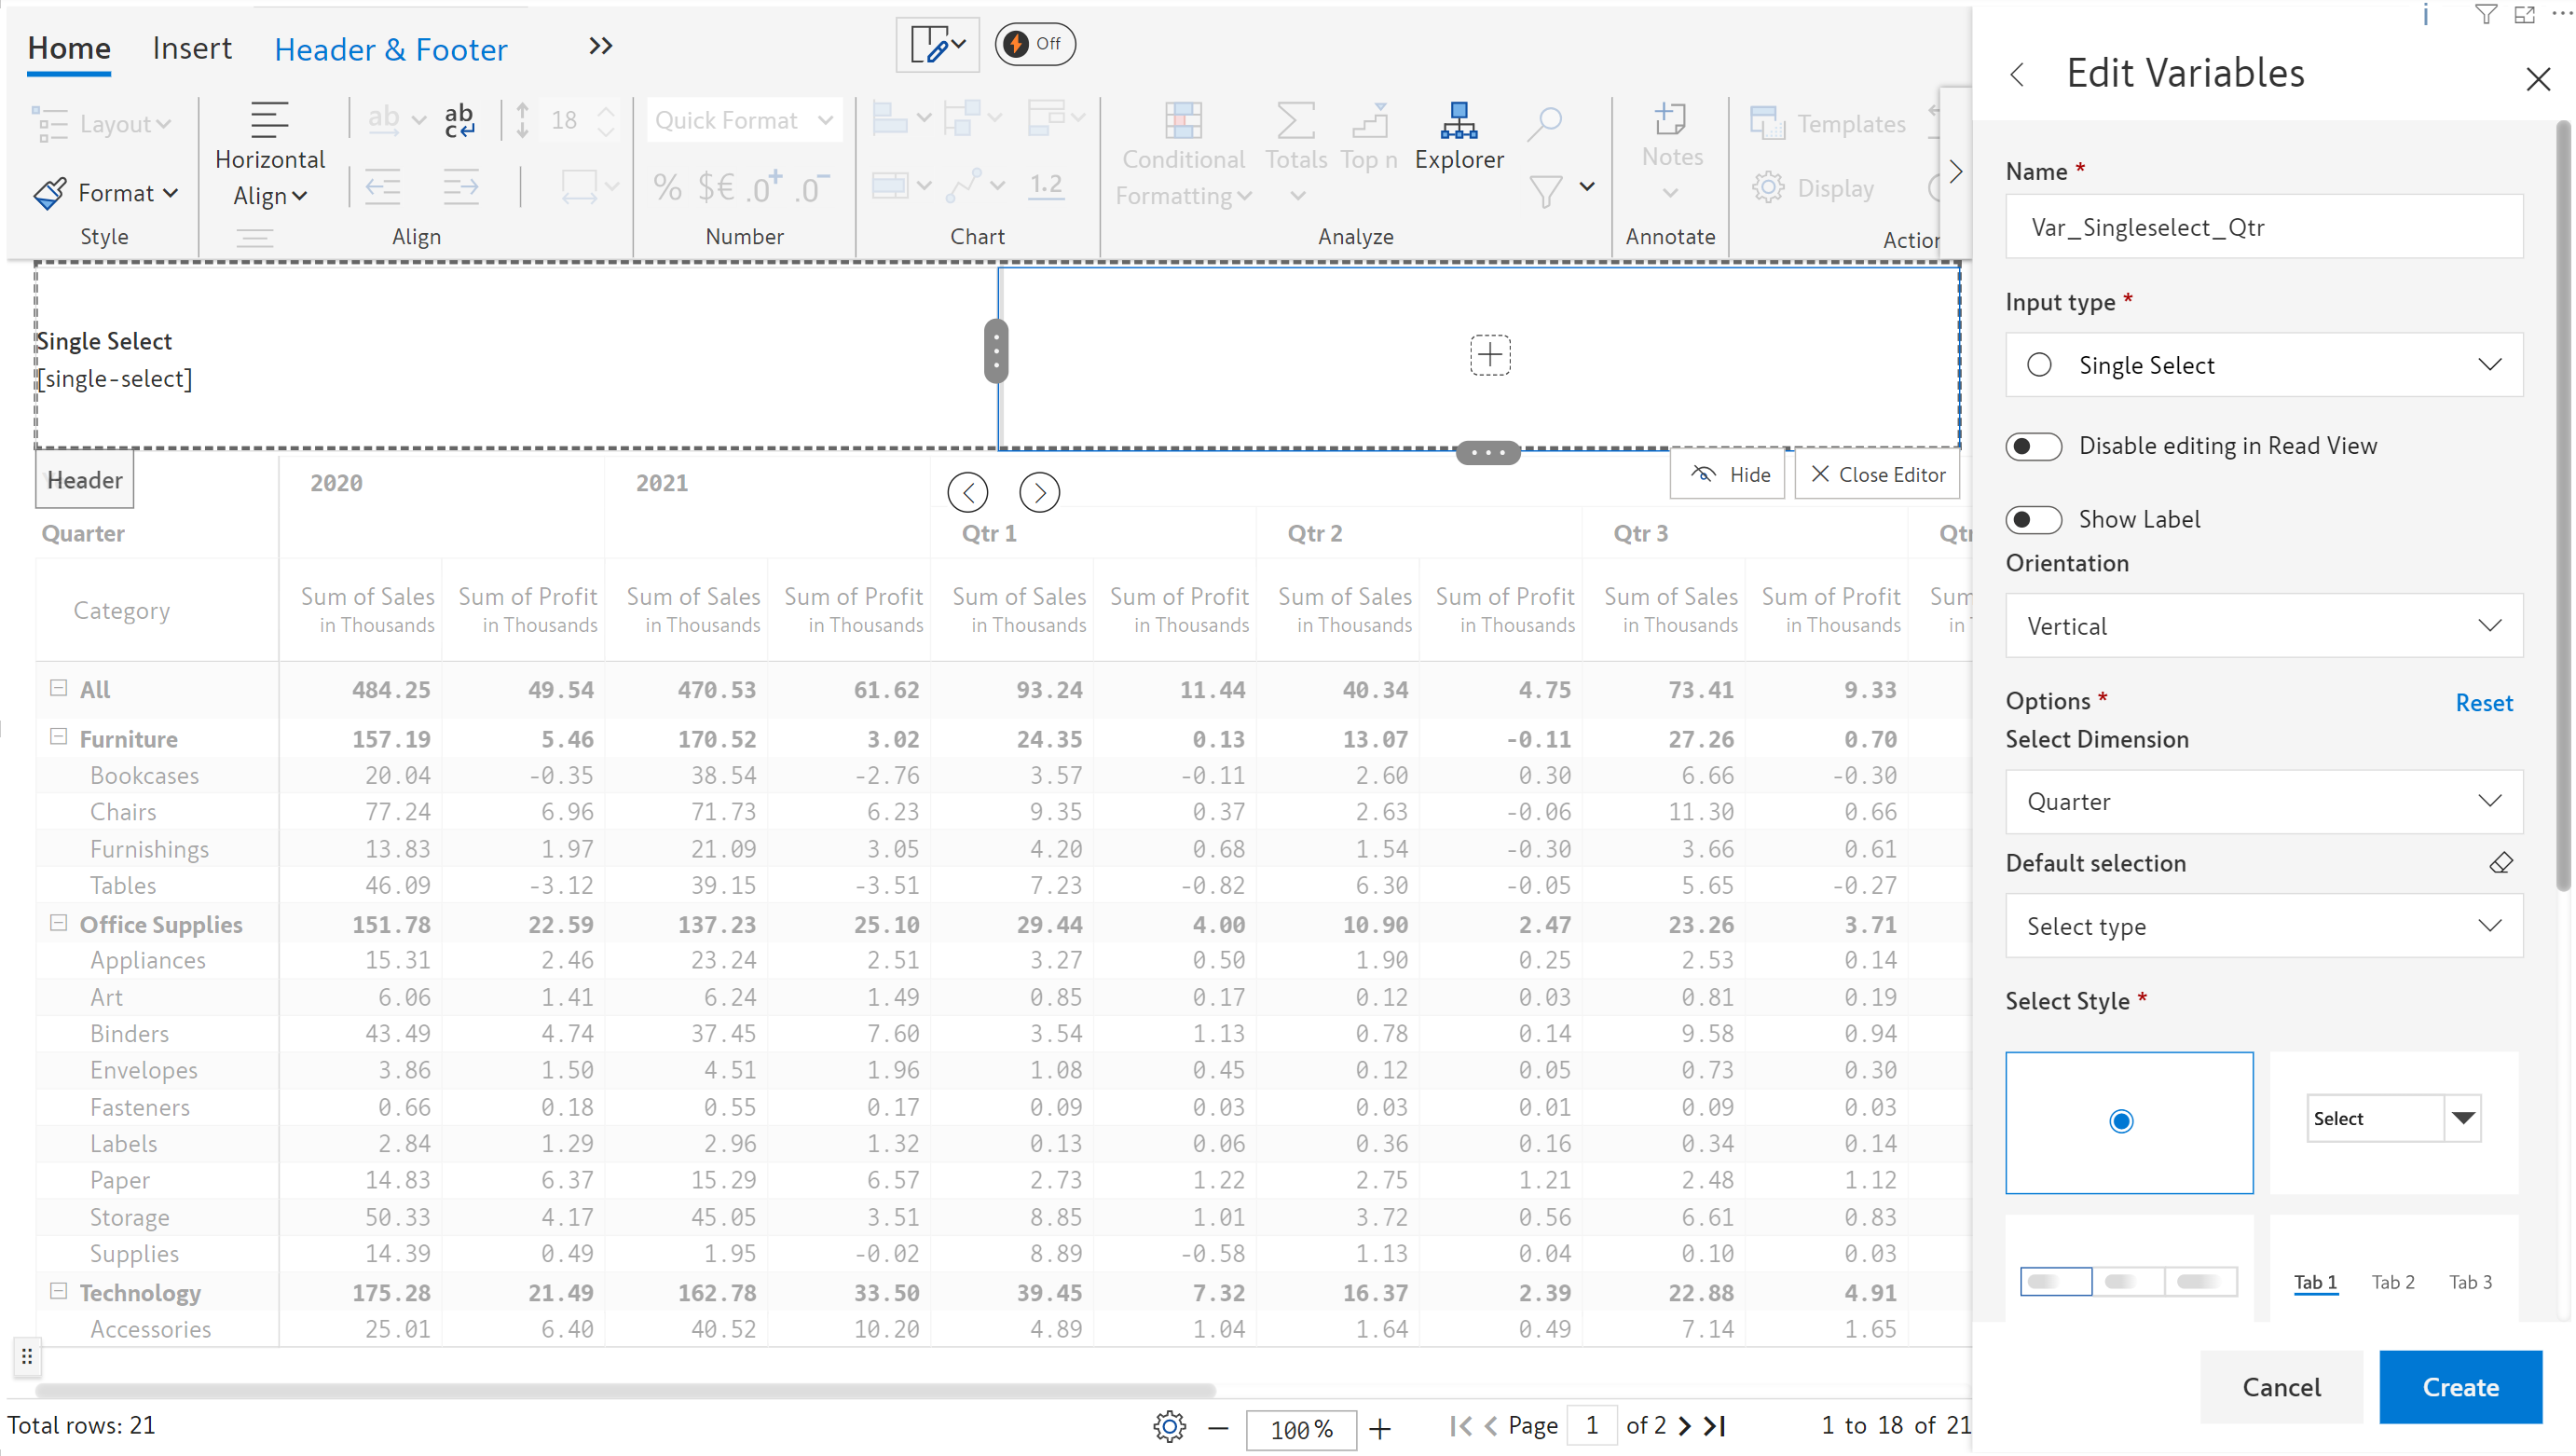 Home Insert Header & Footer Off
Layout
Format
Style
Horizontal
Align
ab
ab
c
18
Align
Quick Format
% $€ .0+ .0-
Number
1.2
Chart
Conditional
Formatting
Totals Top n Explorer
Analyze
Notes
Annotate
Templates
Display
Single Select
[single-select]
Header
Hide
Close Editor
2020 2021
Quarter Qtr 1 Qtr 2 Qtr 3
Category Sum of Sales Sum of Profit Sum of Sales Sum of Profit Sum of Sales Sum of Profit Sum of Sales Sum of Profit Sum of Sales Sum of Profit Sum
in Thousands in Thousands in Thousands in Thousands in Thousands in Thousands in Thousands in Thousands in Thousands in Thousands in
All 484.25 49.54 470.53 61.62 93.24 11.44 40.34 4.75 73.41 9.33
Furniture 157.19 5.46 170.52 3.02 24.35 0.13 13.07 -0.11 27.26 0.70
Bookcases 20.04 -0.35 38.54 -2.76 3.57 -0.11 2.60 0.30 6.66 -0.30
Chairs 77.24 6.96 71.73 6.23 9.35 0.37 2.63 -0.06 11.30 0.66
Furnishings 13.83 1.97 21.09 3.05 4.20 0.68 1.54 -0.30 3.66 0.61
Tables 46.09 -3.12 39.15 -3.51 7.23 -0.82 6.30 -0.05 5.65 -0.27
Office Supplies 151.78 22.59 137.23 25.10 29.44 4.00 10.90 2.47 23.26 3.71
Appliances 15.31 2.46 23.24 2.51 3.27 0.50 1.90 0.25 2.53 0.14
Art 6.06 1.41 6.24 1.49 0.85 0.17 0.12 0.03 0.81 0.19
Binders 43.49 4.74 37.45 7.60 3.54 1.13 0.78 0.14 9.58 0.94
Envelopes 3.86 1.50 4.51 1.96 1.08 0.45 0.12 0.05 0.73 0.30
Fasteners 0.66 0.18 0.55 0.17 0.09 0.03 0.03 0.01 0.09 0.03
Labels 2.84 1.29 2.96 1.32 0.13 0.06 0.36 0.16 0.34 0.14
Paper 14.83 6.37 15.29 6.57 2.73 1.22 2.75 1.21 2.48 1.12
Storage 50.33 4.17 45.05 3.51 8.85 1.01 3.72 0.56 6.61 0.83
Supplies 14.39 0.49 1.95 -0.02 8.89 -0.58 1.13 0.04 0.10 0.03
Technology 175.28 21.49 162.78 33.50 39.45 7.32 16.37 2.39 22.88 4.91
Accessories 25.01 6.40 40.52 10.20 4.89 1.04 1.64 0.49 7.14 1.65
Total rows: 21
100 %
Page 1 of 2
1 to 18 of 21
Edit Variables
Name *
Var_Singleselect_Qtr
Input type *
Single Select
Disable editing in Read View
Show Label
Orientation
Vertical
Options * Reset
Select Dimension
Quarter
Default selection
Select type
Select Style *
Select
Tab 1 Tab 2 Tab 3
Cancel Create